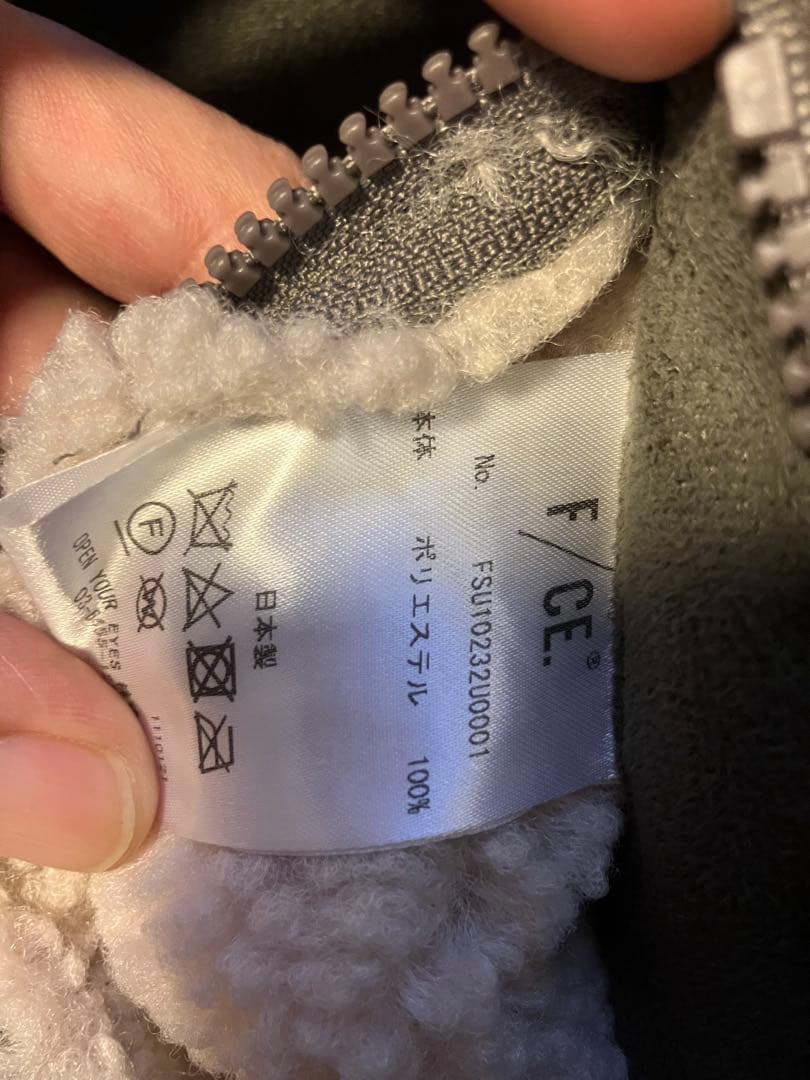 F/CE.®
No. FSU10232U0001
本体 ポリエステル 100%
日本製
F
OPEN YOUR EYES